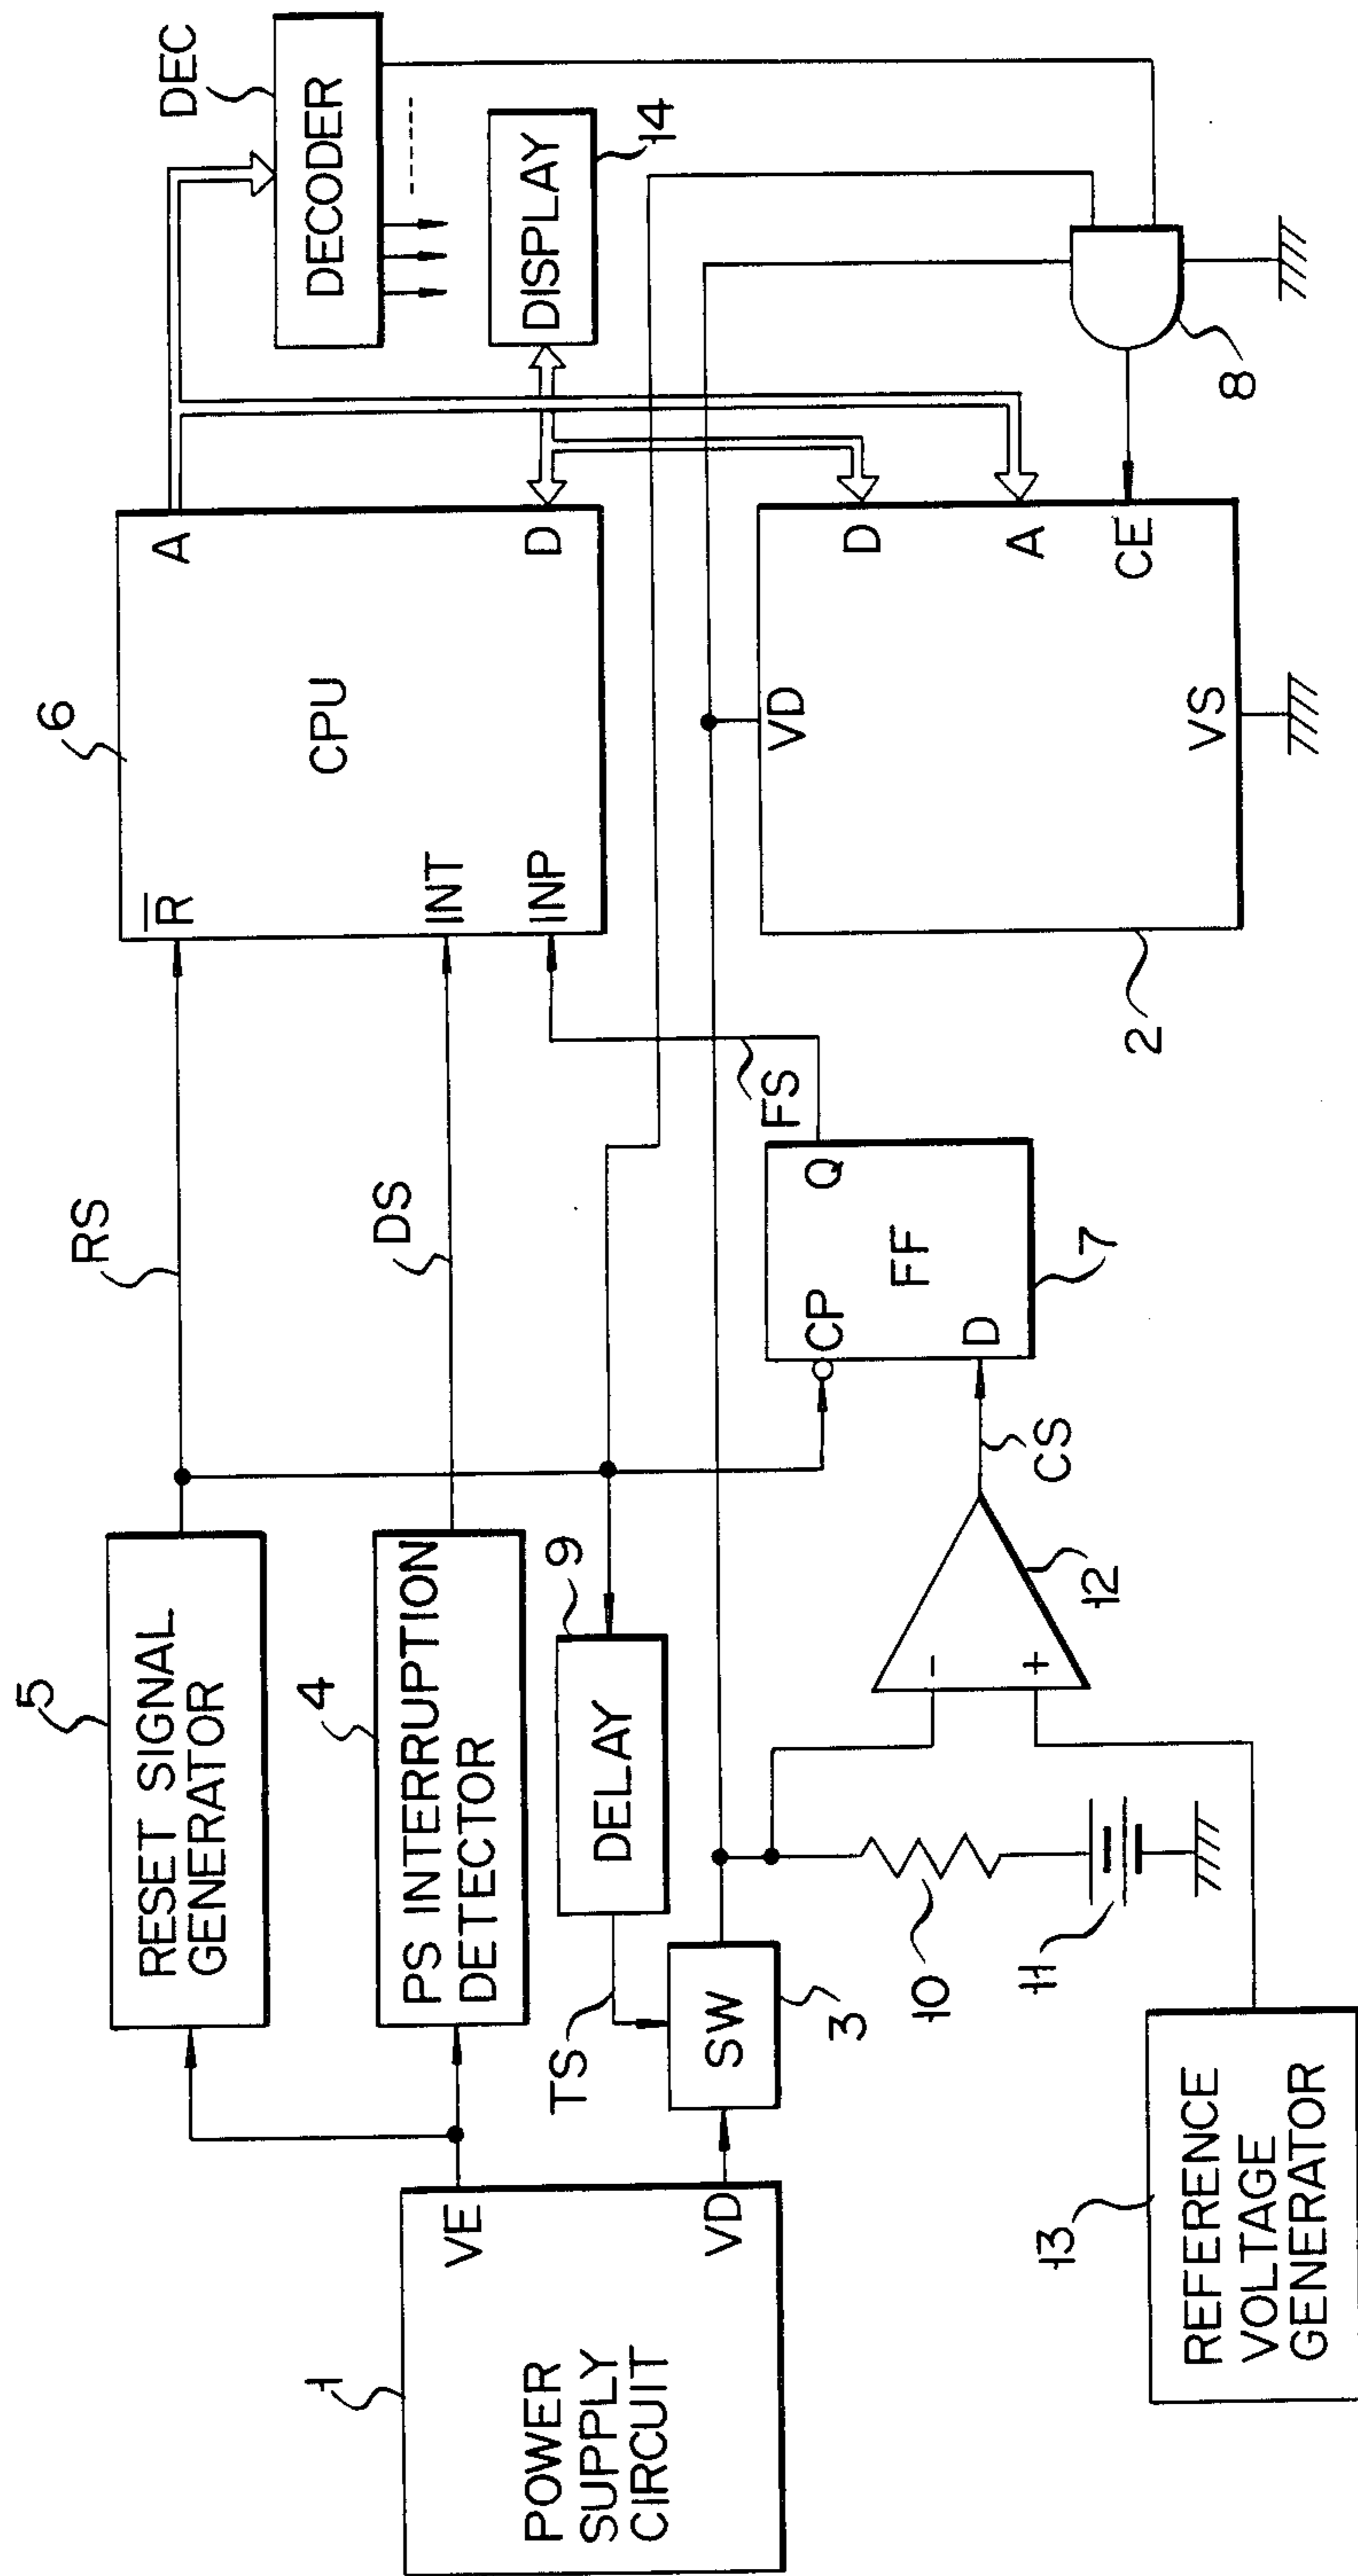 1
POWER
SUPPLY
CIRCUIT
VE
VD
5
RESET SIGNAL
GENERATOR
4
PS INTERRUPTION
DETECTOR
9
DELAY
TS
SW
3
10
11
13
REFERENCE
VOLTAGE
GENERATOR
-
+
12
CS
RS
DS
CP
D
FF
Q
7
FS
6
R̅
INT
INP
CPU
A
D
2
VD
VS
D
A
CE
DEC
DECODER
DISPLAY
14
8